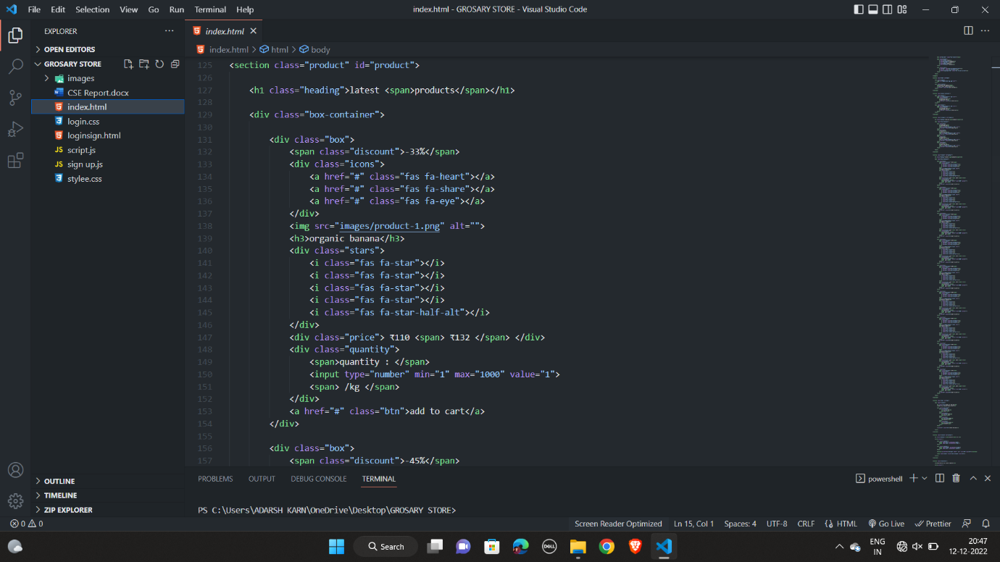 File Edit Selection View Go Run Terminal Help
index.html - GROSARY STORE - Visual Studio Code
EXPLORER
OPEN EDITORS
GROSARY STORE
images
CSE Report.docx
index.html
login.css
loginsign.html
JS script.js
JS sign up.js
stylee.css
OUTLINE
TIMELINE
ZIP EXPLORER
index.html
index.html > html > body
125 <section class="product" id="product">
126
127 <h1 class="heading">latest <span>products</span></h1>
128
129 <div class="box-container">
130
131 <div class="box">
132 <span class="discount">-33%</span>
133 <div class="icons">
134 <a href="#" class="fas fa-heart"></a>
135 <a href="#" class="fas fa-share"></a>
136 <a href="#" class="fas fa-eye"></a>
137 </div>
138 <img src="images/product-1.png" alt="">
139 <h3>organic banana</h3>
140 <div class="stars">
141 <i class="fas fa-star"></i>
142 <i class="fas fa-star"></i>
143 <i class="fas fa-star"></i>
144 <i class="fas fa-star"></i>
145 <i class="fas fa-star-half-alt"></i>
146 </div>
147 <div class="price"> ₹110 <span> ₹132 </span> </div>
148 <div class="quantity">
149 <span>quantity : </span>
150 <input type="number" min="1" max="1000" value="1">
151 <span> /kg </span>
152 </div>
153 <a href="#" class="btn">add to cart</a>
154 </div>
155
156 <div class="box">
157 <span class="discount">-45%</span>
PROBLEMS OUTPUT DEBUG CONSOLE TERMINAL
powershell
PS C:\Users\ADARSH KARN\OneDrive\Desktop\GROSARY STORE>
0 0
Screen Reader Optimized Ln 15, Col 1 Spaces: 4 UTF-8 CRLF {} HTML Go Live Prettier
Search
DELL
ENG
IN
20:47
12-12-2022